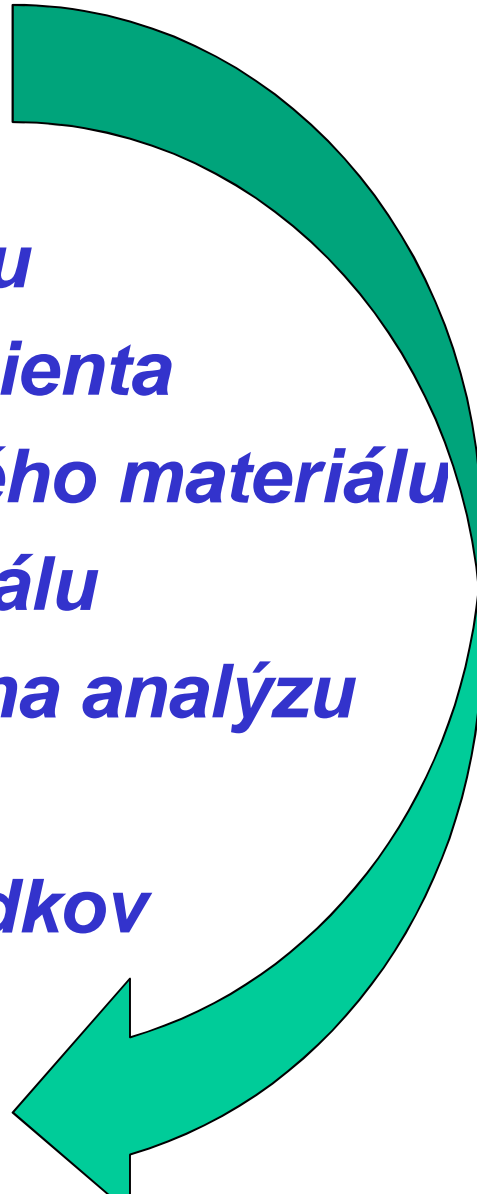 u
ienta
ého materiálu
álu
na analýzu
dkov